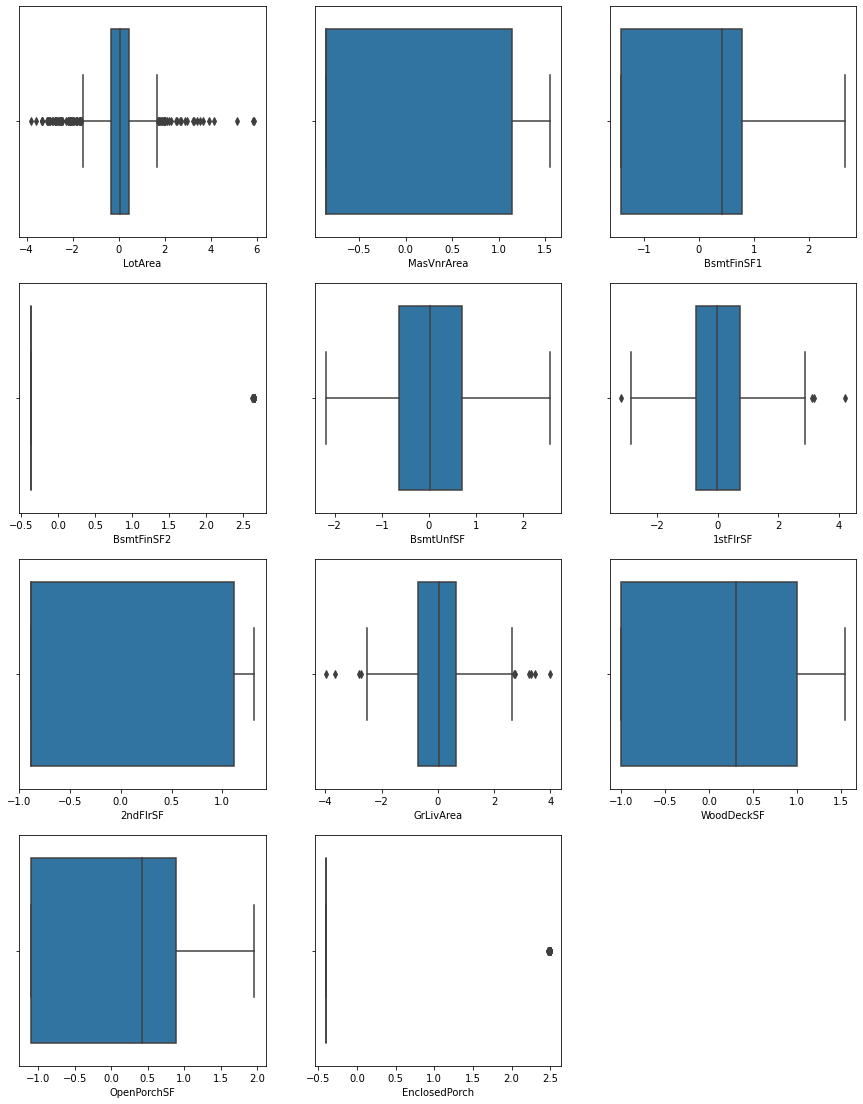 −4 −2 0 2 4 6
LotArea
−0.5 0.0 0.5 1.0 1.5
MasVnrArea
−1 0 1 2
BsmtFinSF1
−0.5 0.0 0.5 1.0 1.5 2.0 2.5
BsmtFinSF2
−2 −1 0 1 2
BsmtUnfSF
−2 0 2 4
1stFlrSF
−1.0 −0.5 0.0 0.5 1.0
2ndFlrSF
−4 −2 0 2 4
GrLivArea
−1.0 −0.5 0.0 0.5 1.0 1.5
WoodDeckSF
−1.0 −0.5 0.0 0.5 1.0 1.5 2.0
OpenPorchSF
−0.5 0.0 0.5 1.0 1.5 2.0 2.5
EnclosedPorch